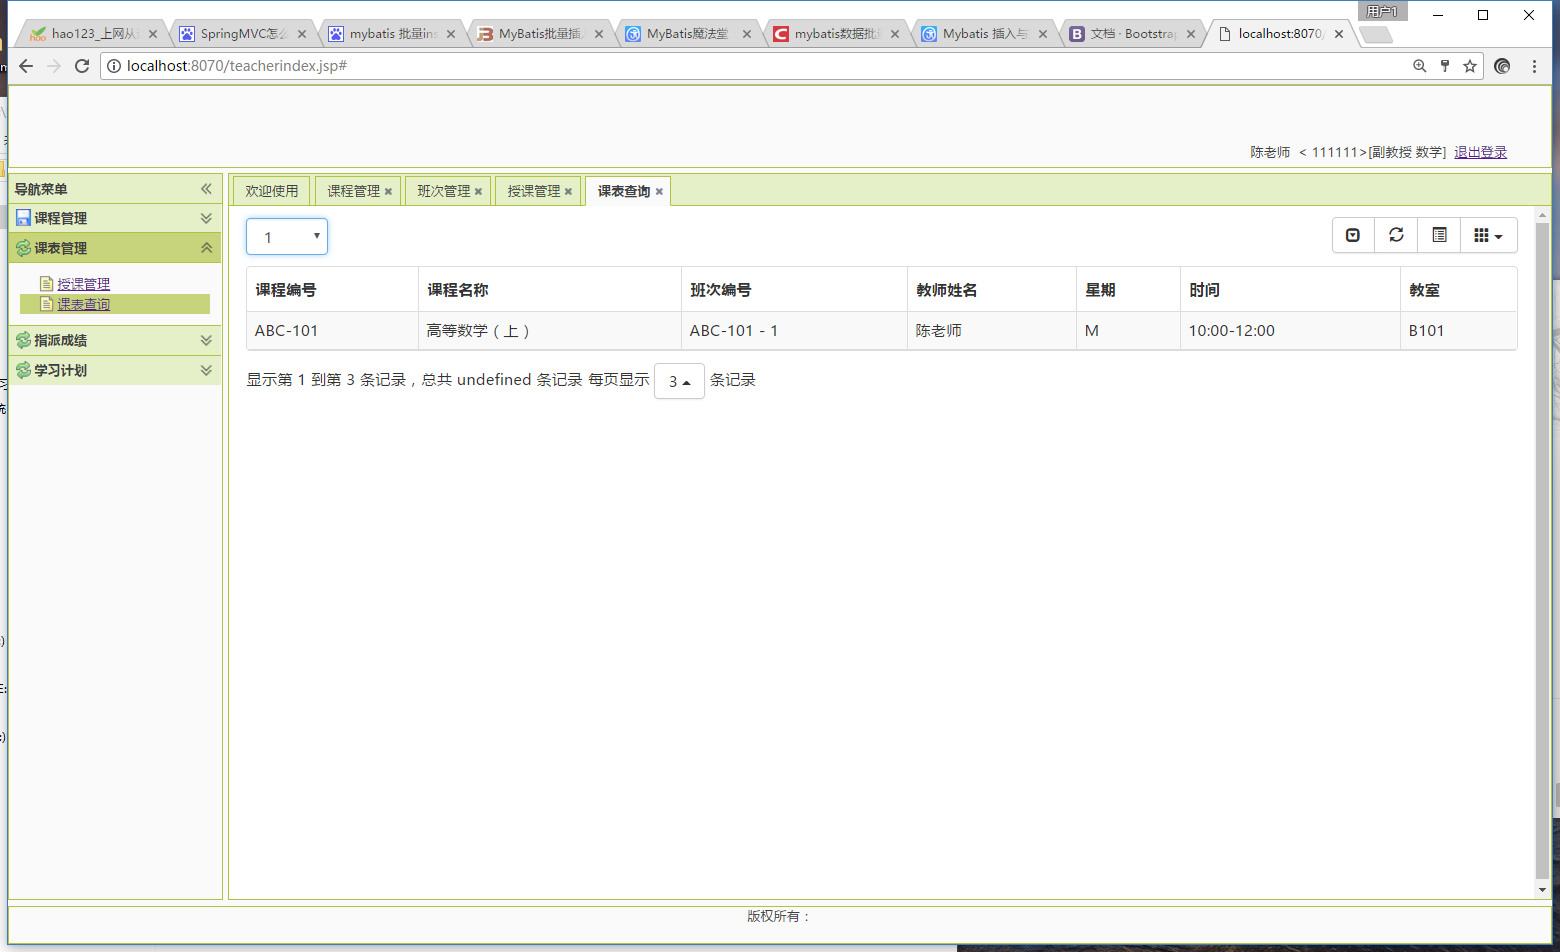 用户1
hao123_上网从
SpringMVC怎么
mybatis 批量ins
MyBatis批量插
MyBatis魔法堂
mybatis数据批
Mybatis 插入与
文档 · Bootstrap
localhost:8070/
localhost:8070/teacherindex.jsp#
陈老师 < 111111>[副教授 数学] 退出登录
导航菜单
课程管理
课表管理
授课管理
课表查询
指派成绩
学习计划
欢迎使用 课程管理 班次管理 授课管理 课表查询
1
课程编号 课程名称 班次编号 教师姓名 星期 时间 教室
ABC-101 高等数学（上） ABC-101 - 1 陈老师 M 10:00-12:00 B101
显示第 1 到第 3 条记录，总共 undefined 条记录 每页显示 3 条记录
版权所有：